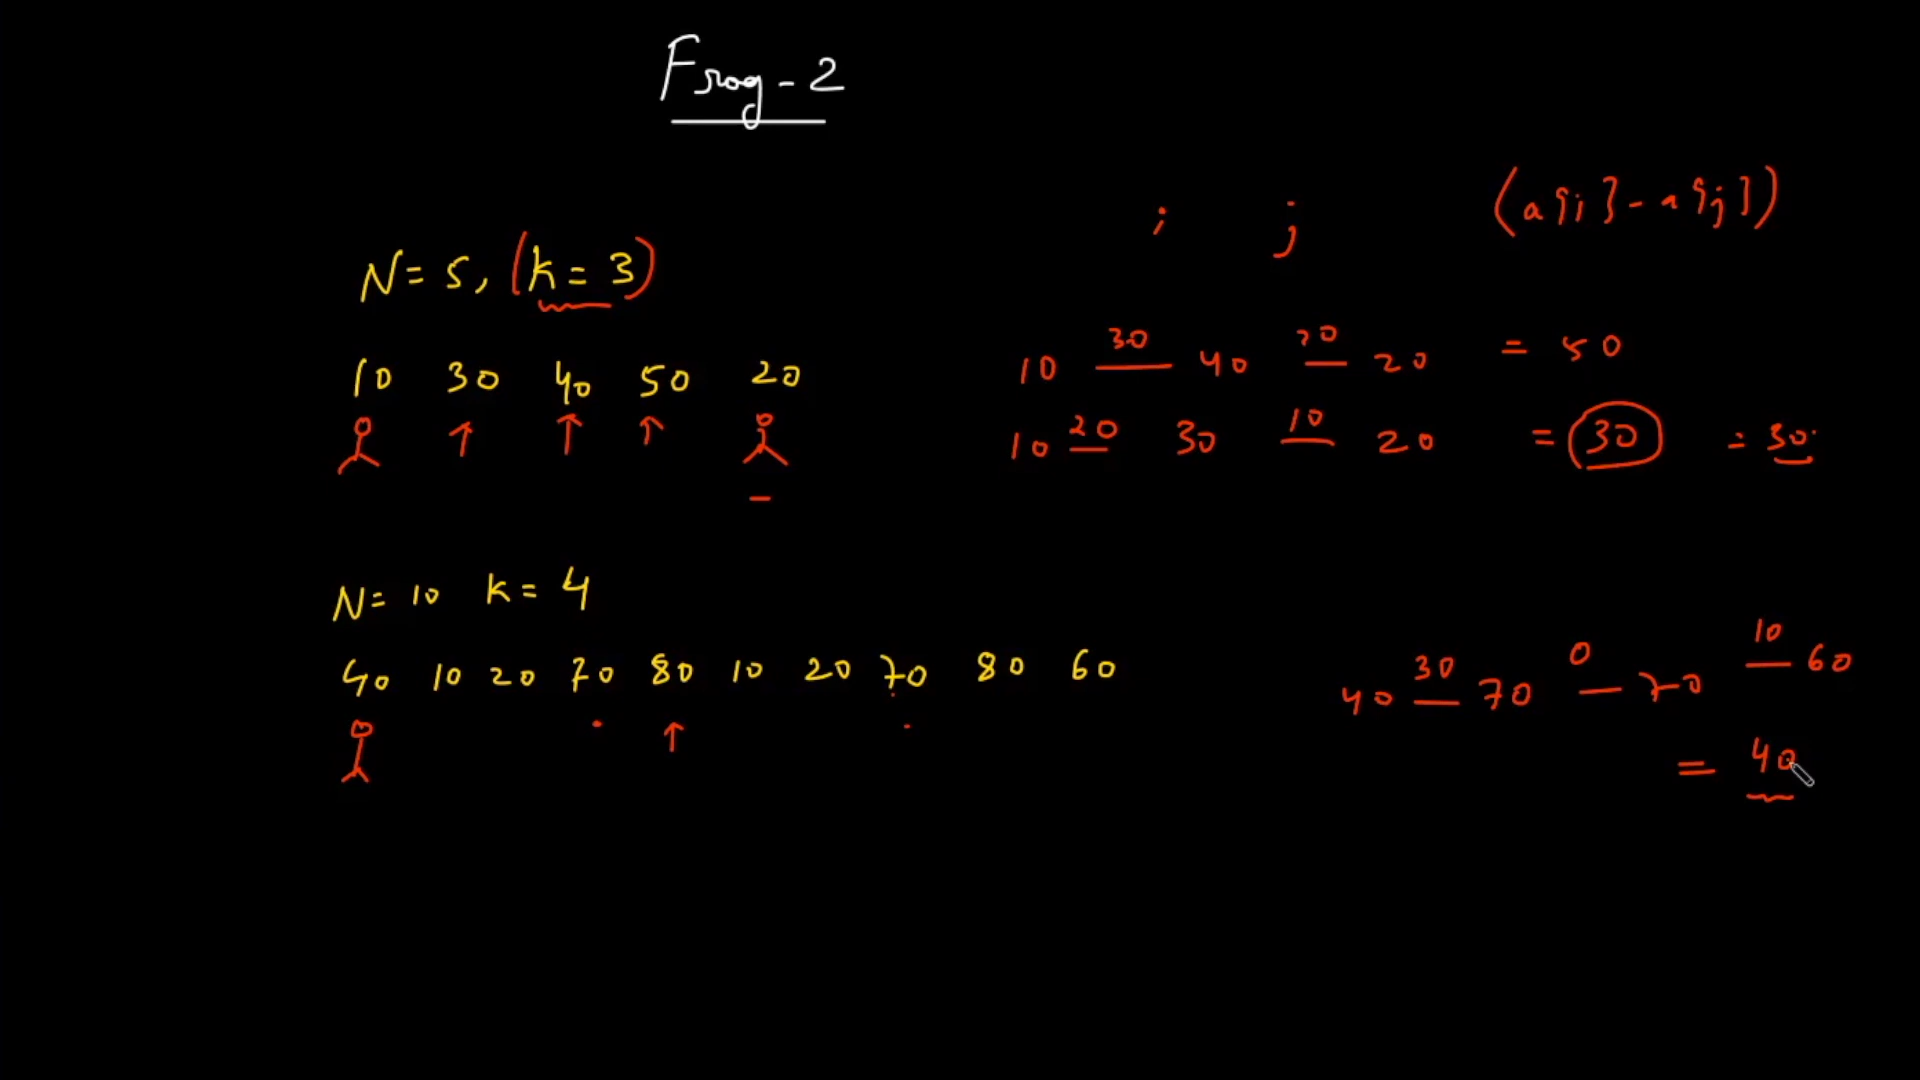 Frog - 2
i j (a[i] - a[j])
N = 5, (k = 3)
10 30 40 50 20
30 20
10 40 20 = 50
20 10
10 30 20 = 30 = 30.
N = 10 k = 4
40 10 20 70 80 10 20 70 80 60
30 0 10
40 70 70 60
= 40